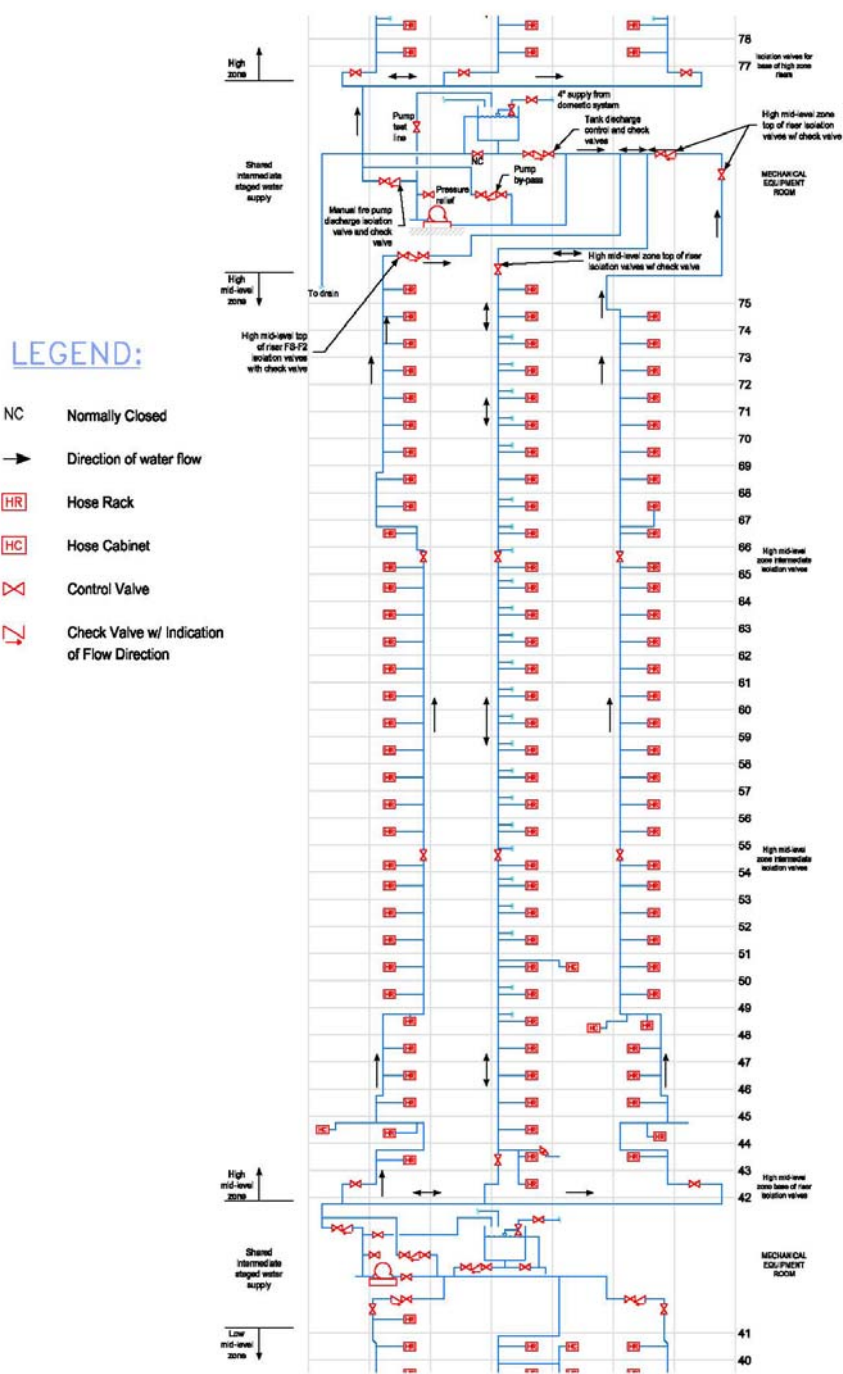 78
77
Isolation valves for
base of high zone
risers
High
zone
4" supply from
domestic system
Pump
test
line
Tank discharge
control and check
valves
High mid-level zone
top of riser isolation
valves w/ check valve
NC
Shared
intermediate
staged water
supply
Pump
by-pass
Pressure
relief
MECHANICAL
EQUIPMENT
ROOM
Manual fire pump
discharge isolation
valve and check
valve
High mid-level zone top of riser
isolation valves w/ check valve
High
mid-level
zone
To drain
75
High mid-level top
of riser FS-F2
isolation valves
with check valve
74
73
72
71
70
69
68
67
66
65
64
63
62
61
60
59
58
57
56
55
54
53
52
51
50
49
48
47
46
45
44
43
42
LEGEND:
NC Normally Closed
Direction of water flow
HR Hose Rack
HC Hose Cabinet
Control Valve
Check Valve w/ Indication
of Flow Direction
High mid-level
zone intermediate
isolation valves
High mid-level
zone intermediate
isolation valves
High
mid-level
zone
High mid-level
zone base of riser
isolation valves
Shared
intermediate
staged water
supply
MECHANICAL
EQUIPMENT
ROOM
Low
mid-level
zone
41
40